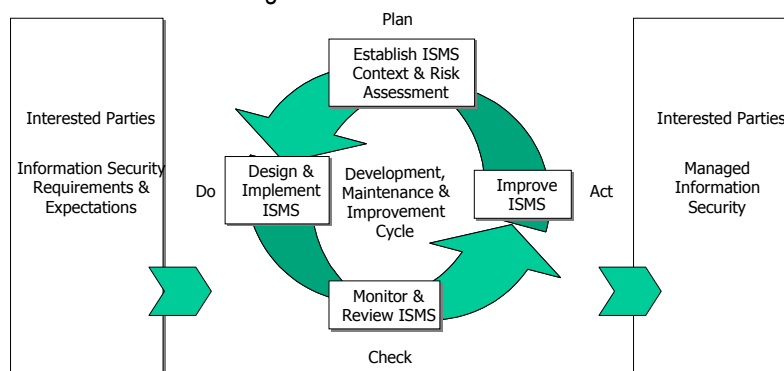 Plan
Establish ISMS
Context & Risk
Assessment
Interested Parties
Information Security
Requirements &
Expectations
Do
Design &
Implement
ISMS
Development,
Maintenance &
Improvement
Cycle
Improve
ISMS
Act
Interested Parties
Managed
Information
Security
Monitor &
Review ISMS
Check